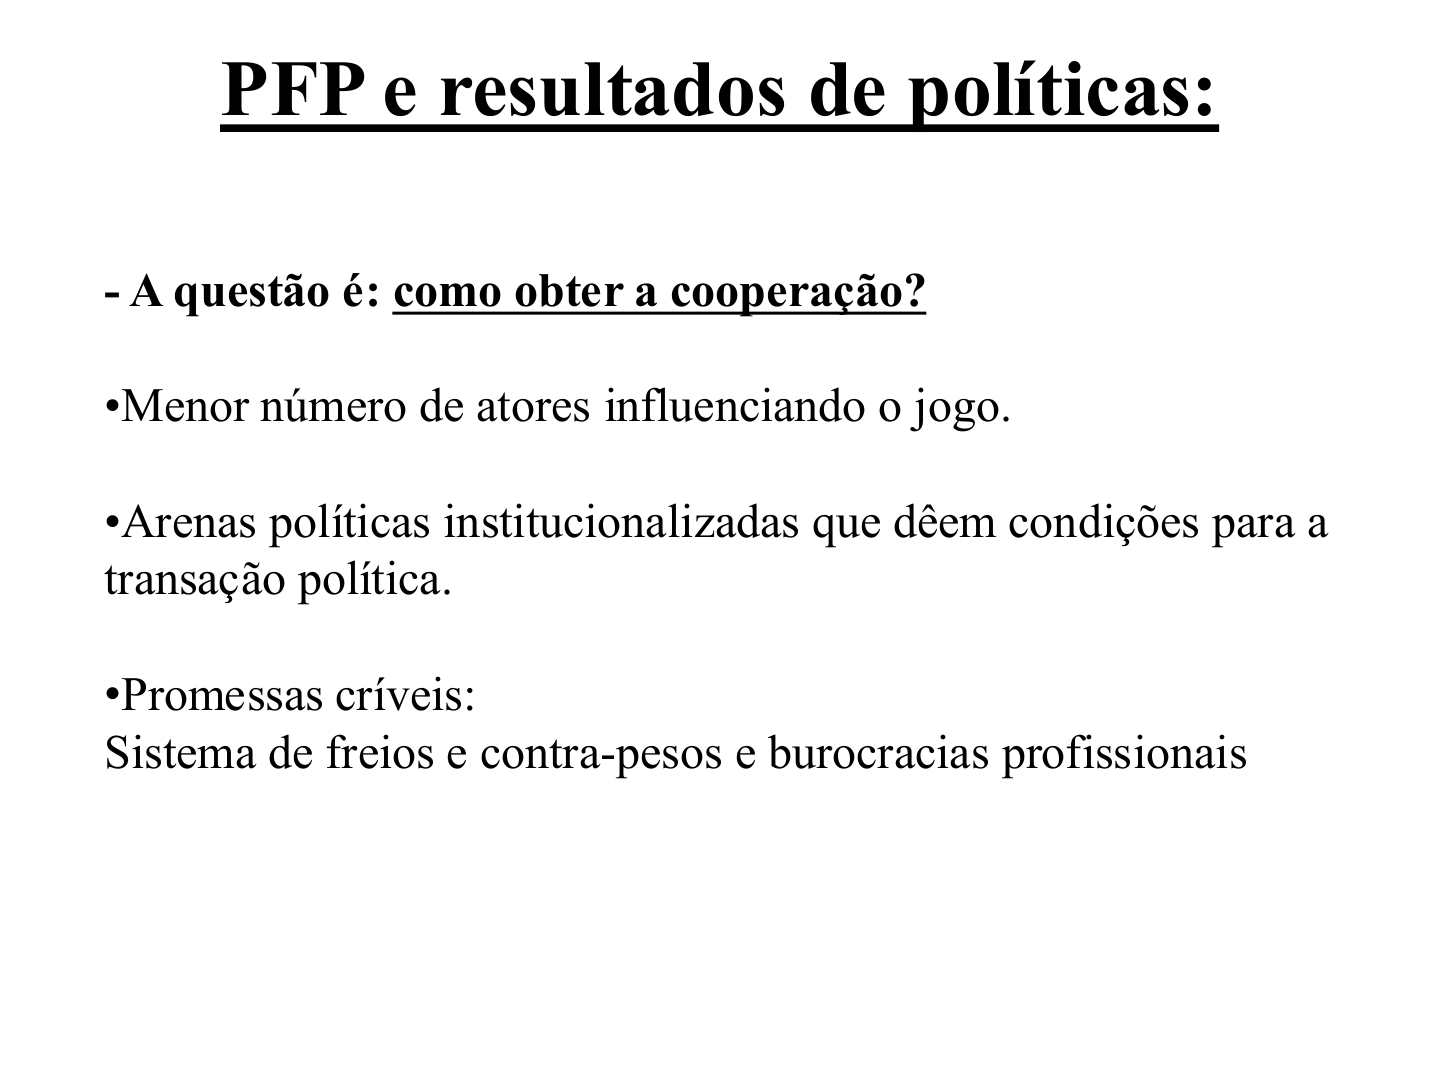 PFP e resultados de políticas:
- A questão é: como obter a cooperação?
•Menor número de atores influenciando o jogo.
•Arenas políticas institucionalizadas que dêem condições para a
transação política.
•Promessas críveis:
Sistema de freios e contra-pesos e burocracias profissionais